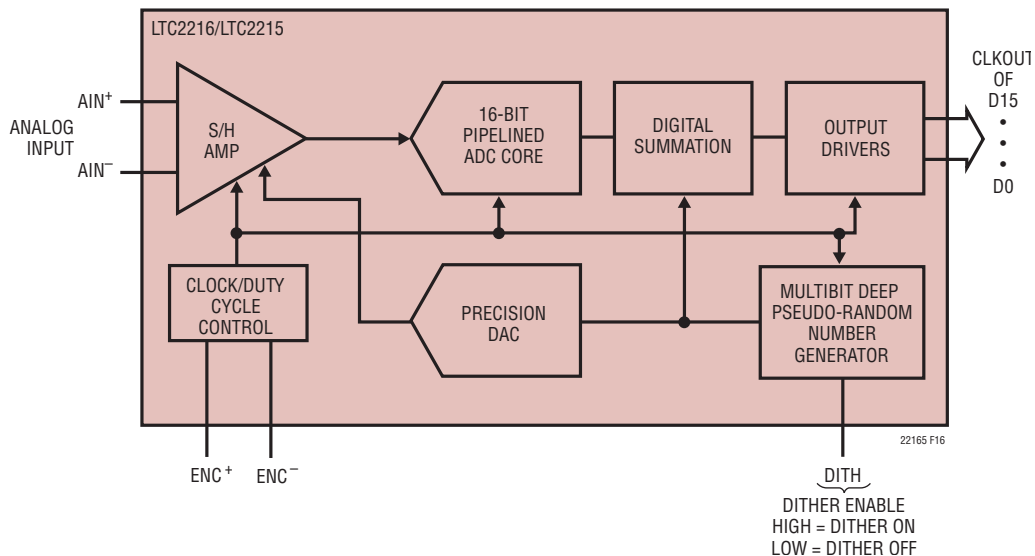 LTC2216/LTC2215
AIN+
ANALOG
INPUT
AIN−
S/H
AMP
16-BIT
PIPELINED
ADC CORE
DIGITAL
SUMMATION
OUTPUT
DRIVERS
CLKOUT
OF
D15
•
•
•
D0
CLOCK/DUTY
CYCLE
CONTROL
PRECISION
DAC
MULTIBIT DEEP
PSEUDO-RANDOM
NUMBER
GENERATOR
22165 F16
ENC+
ENC−
DITH
DITHER ENABLE
HIGH = DITHER ON
LOW = DITHER OFF